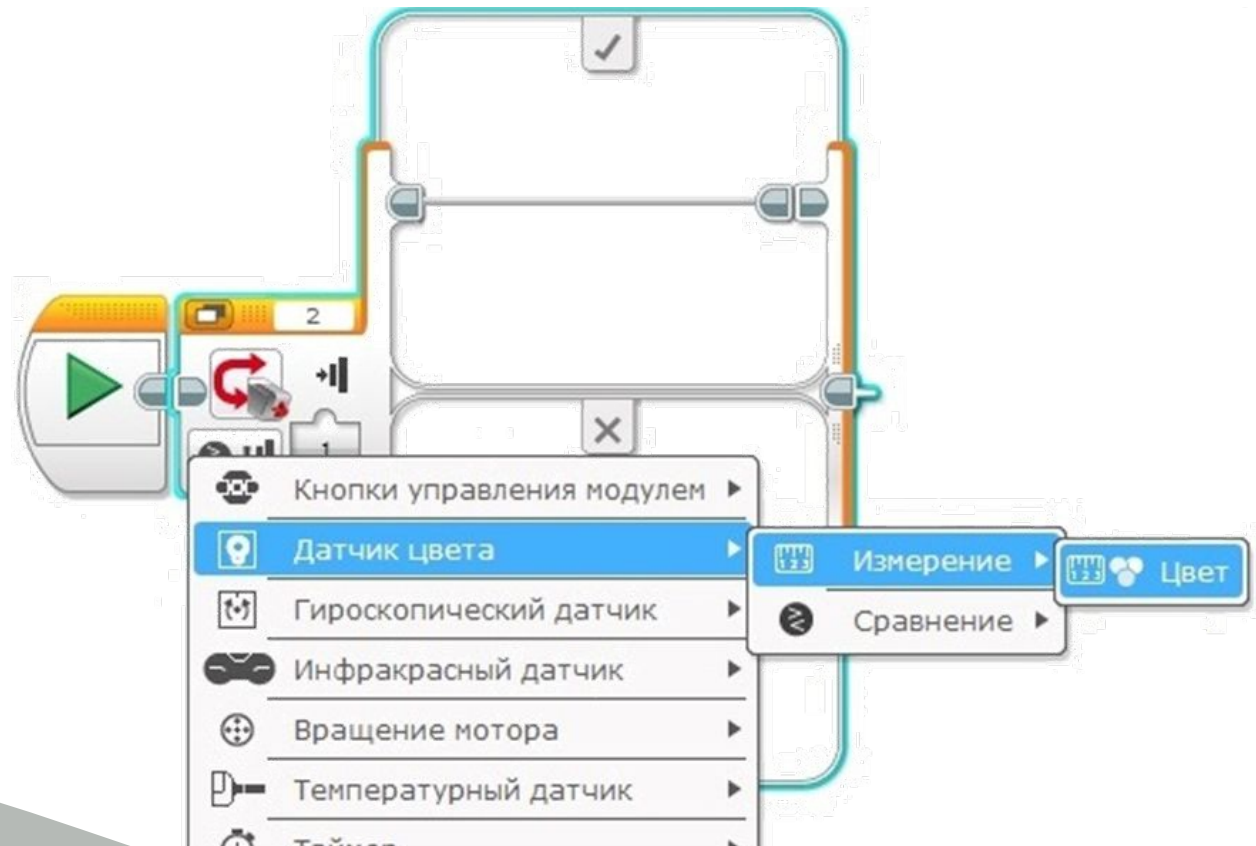 2
1
Кнопки управления модулем
Датчик цвета
Измерение
Цвет
Гироскопический датчик
Сравнение
Инфракрасный датчик
Вращение мотора
Температурный датчик